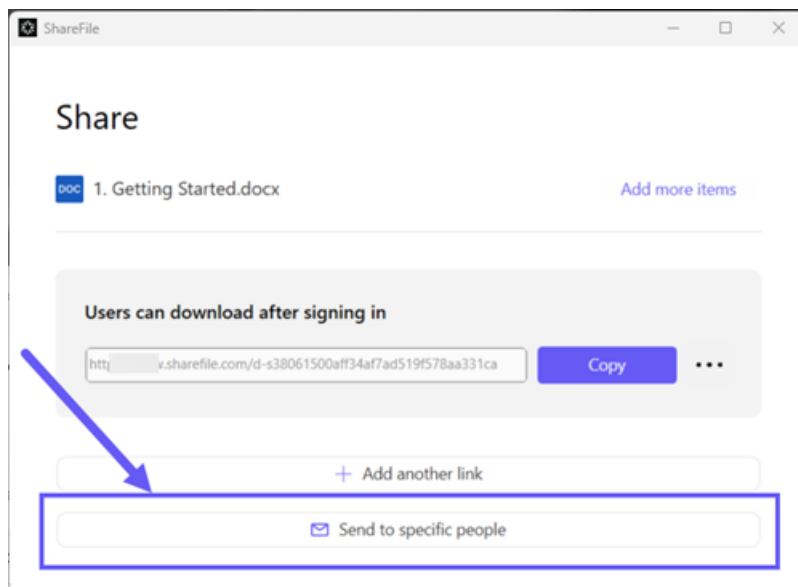 ShareFile
Share
DOC 1. Getting Started.docx Add more items
Users can download after signing in
.sharefile.com/d-s38061500aff34af7ad519f578aa331ca Copy
Add another link
Send to specific people